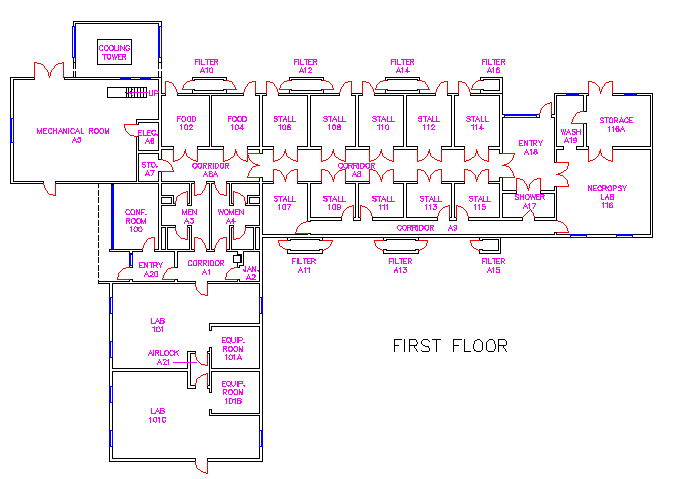 COOLING
TOWER
FILTER
A10
FILTER
A12
FILTER
A14
FILTER
A16
UP
MECHANICAL ROOM
A5
ELEC.
A6
STO.
A7
FOOD
102
FOOD
104
STALL
106
STALL
108
STALL
110
STALL
112
STALL
114
ENTRY
A18
WASH
A19
STORAGE
116A
CORRIDOR
A8A
CORRIDOR
A8
CONF.
ROOM
100
MEN
A3
WOMEN
A4
STALL
107
STALL
109
STALL
111
STALL
113
STALL
115
SHOWER
A17
NECROPSY
LAB
116
CORRIDOR A9
ENTRY
A20
CORRIDOR
A1
JAN.
A2
FILTER
A11
FILTER
A13
FILTER
A15
LAB
101
EQUIP.
ROOM
101A
AIRLOCK
A21
EQUIP.
ROOM
101B
LAB
101C
FIRST FLOOR